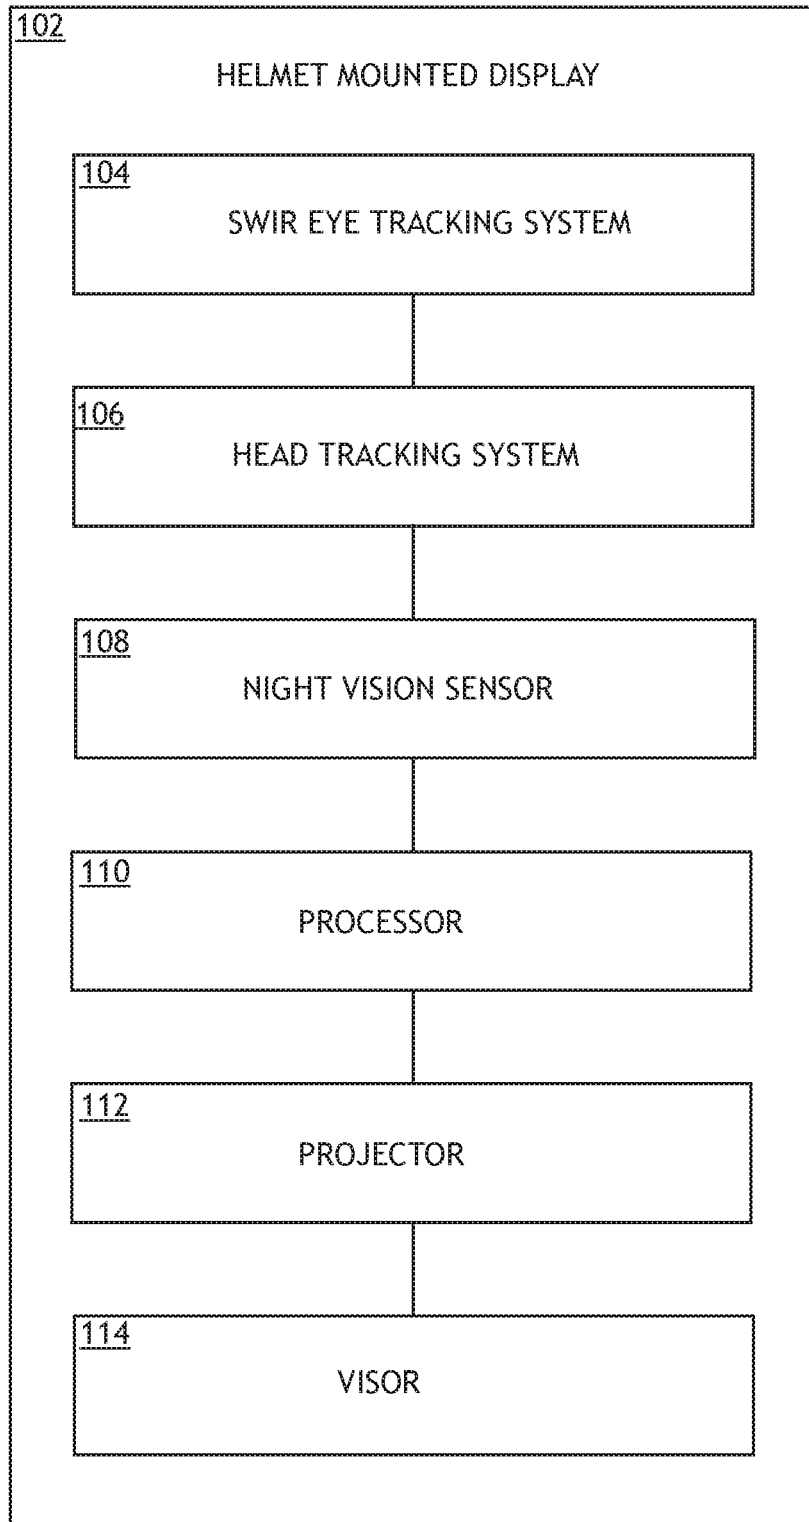 102
HELMET MOUNTED DISPLAY
104
SWIR EYE TRACKING SYSTEM
106
HEAD TRACKING SYSTEM
108
NIGHT VISION SENSOR
110
PROCESSOR
112
PROJECTOR
114
VISOR